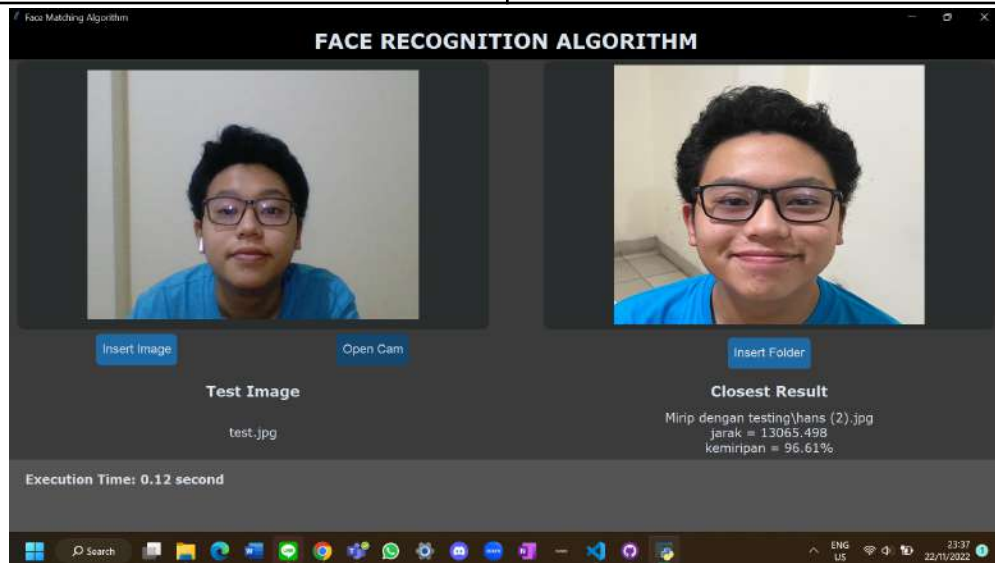 Face Matching Algorithm
FACE RECOGNITION ALGORITHM
Insert Image
Open Cam
Insert Folder
Test Image
Closest Result
test.jpg
Mirip dengan testing\hans (2).jpg
jarak = 13065.498
kemiripan = 96.61%
Execution Time: 0.12 second
Search
ENG
US
23:37
22/11/2022
1